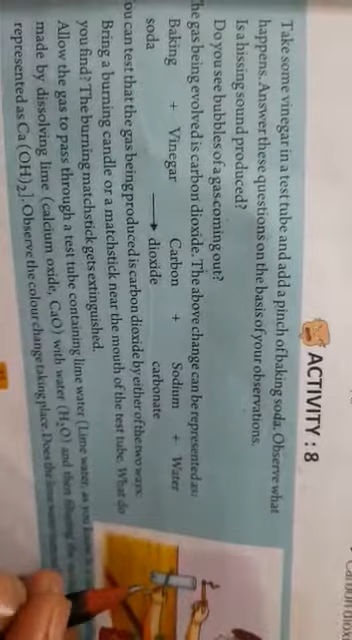 ACTIVITY : 8
Take some vinegar in a test tube and add a pinch of baking soda. Observe what
happens. Answer these questions on the basis of your observations.
Is a hissing sound produced?
Do you see bubbles of a gas coming out?
he gas being evolved is carbon dioxide. The above change can be represented as:
Baking + Vinegar → Carbon + Sodium + Water
soda dioxide carbonate
ou can test that the gas being produced is carbon dioxide by either of the two ways:
Bring a burning candle or a matchstick near the mouth of the test tube. What do
you find? The burning matchstick gets extinguished.
Allow the gas to pass through a test tube containing lime water (Lime water, as you know is
made by dissolving lime (calcium oxide, CaO) with water (H₂O) and then filtering the
represented as Ca(OH)₂]. Observe the colour change taking place. Does the lime water